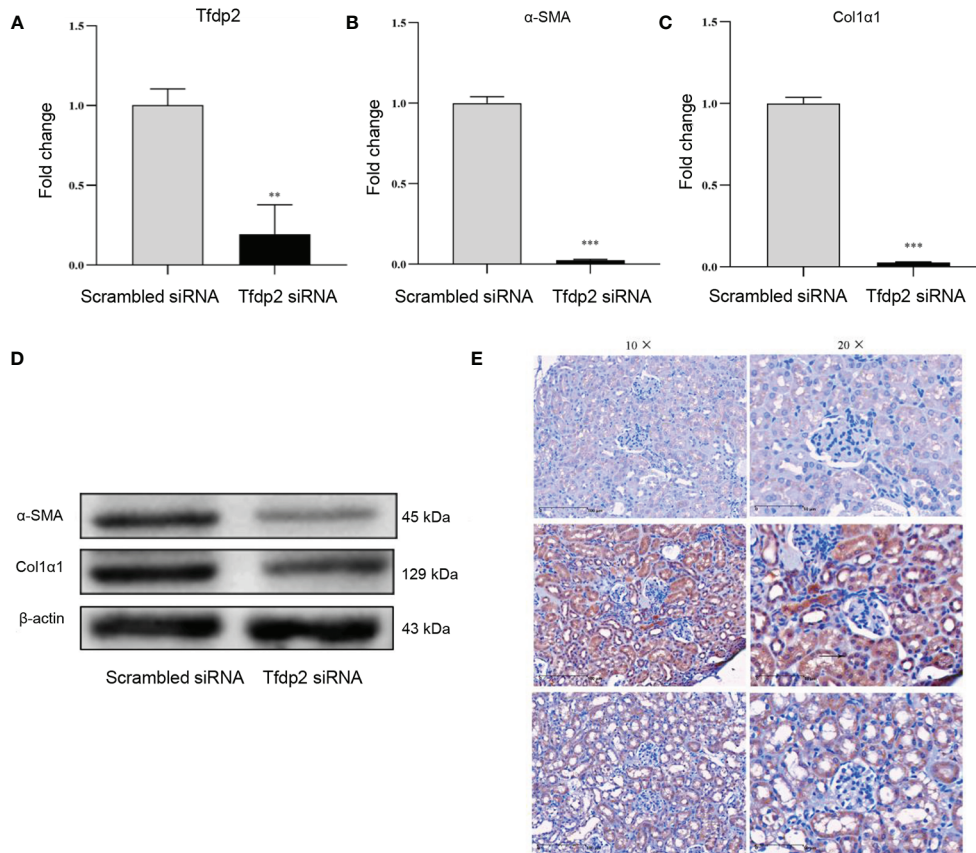 A
Tfdp2
1.5
1.0
0.5
0.0
Fold change
**
Scrambled siRNA
Tfdp2 siRNA
B
α-SMA
1.5
1.0
0.5
0.0
Fold change
***
Scrambled siRNA
Tfdp2 siRNA
C
Col1α1
1.5
1.0
0.5
0.0
Fold change
***
Scrambled siRNA
Tfdp2 siRNA
D
α-SMA
45 kDa
Col1α1
129 kDa
β-actin
43 kDa
Scrambled siRNA
Tfdp2 siRNA
E
10 ×
20 ×